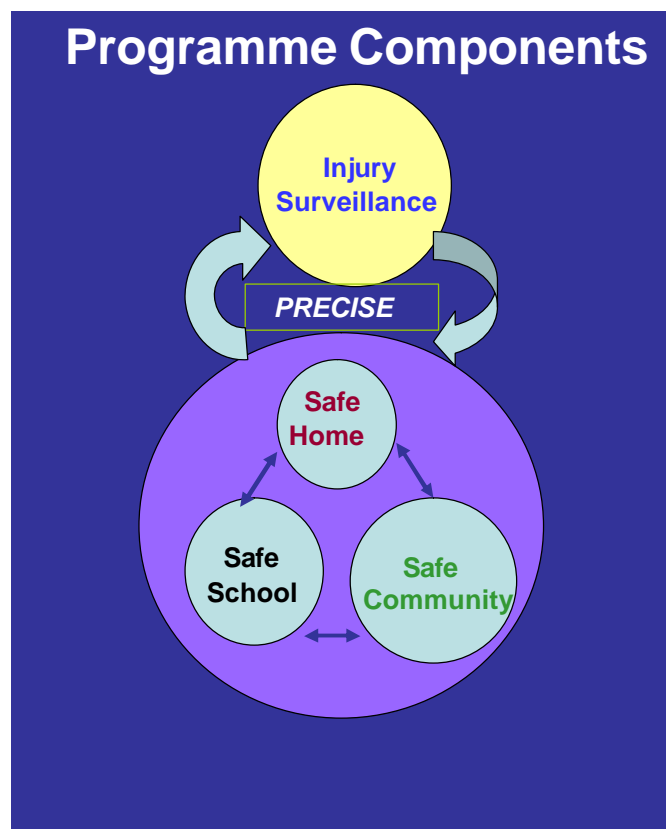 Programme Components
Injury
Surveillance
PRECISE
Safe
Home
Safe
School
Safe
Community